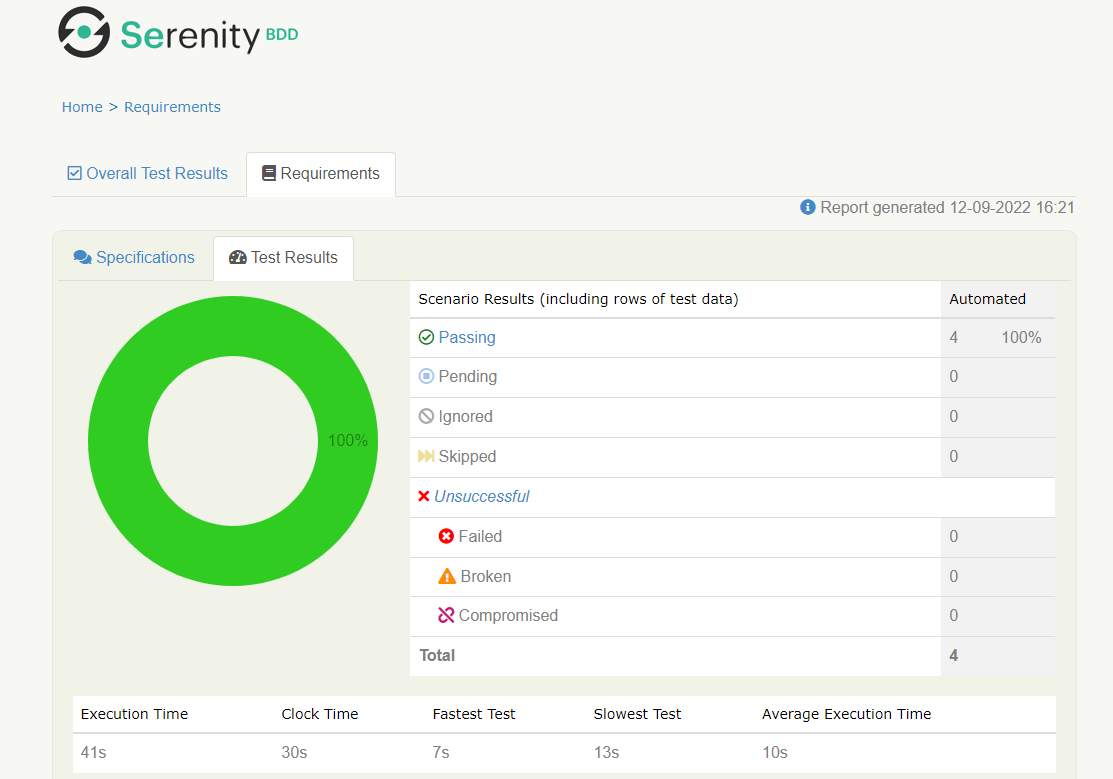 Serenity BDD
Home > Requirements
Overall Test Results Requirements
Report generated 12-09-2022 16:21
Specifications Test Results
Scenario Results (including rows of test data) Automated
Passing 4 100%
Pending 0
Ignored 0
100%
Skipped 0
Unsuccessful
Failed 0
Broken 0
Compromised 0
Total 4
Execution Time Clock Time Fastest Test Slowest Test Average Execution Time
41s 30s 7s 13s 10s